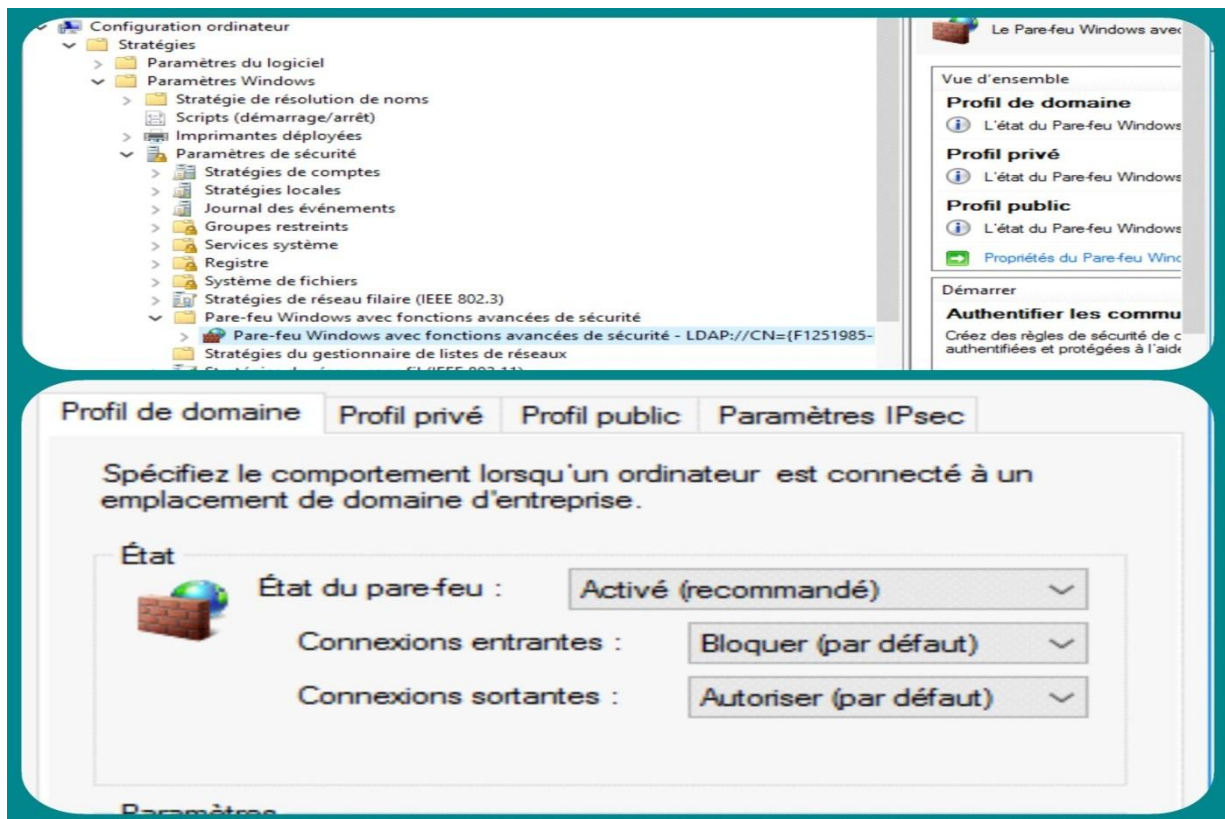 Configuration ordinateur
Stratégies
Paramètres du logiciel
Paramètres Windows
Stratégie de résolution de noms
Scripts (démarrage/arrêt)
Imprimantes déployées
Paramètres de sécurité
Stratégies de comptes
Stratégies locales
Journal des événements
Groupes restreints
Services système
Registre
Système de fichiers
Stratégies de réseau filaire (IEEE 802.3)
Pare-feu Windows avec fonctions avancées de sécurité
Pare-feu Windows avec fonctions avancées de sécurité - LDAP://CN={F1251985-
Stratégies du gestionnaire de listes de réseaux
Le Pare-feu Windows avec
Vue d'ensemble
Profil de domaine
L'état du Pare-feu Windows
Profil privé
L'état du Pare-feu Windows
Profil public
L'état du Pare-feu Windows
Propriétés du Pare-feu Winc
Démarrer
Authentifier les commu
Créez des règles de sécurité de c
authentifiées et protégées à l'aide
Profil de domaine
Profil privé
Profil public
Paramètres IPsec
Spécifiez le comportement lorsqu'un ordinateur est connecté à un
emplacement de domaine d'entreprise.
État
État du pare-feu : Activé (recommandé)
Connexions entrantes : Bloquer (par défaut)
Connexions sortantes : Autoriser (par défaut)
Paramètres